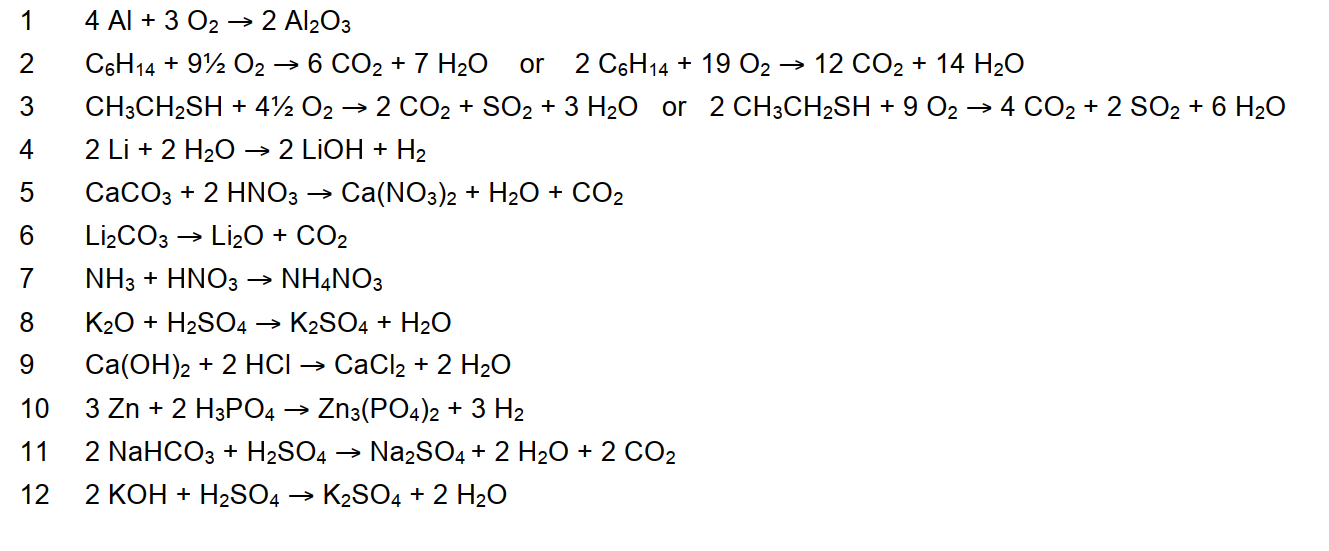 1 4 Al + 3 O₂ → 2 Al₂O₃
2 C₆H₁₄ + 9½ O₂ → 6 CO₂ + 7 H₂O or 2 C₆H₁₄ + 19 O₂ → 12 CO₂ + 14 H₂O
3 CH₃CH₂SH + 4½ O₂ → 2 CO₂ + SO₂ + 3 H₂O or 2 CH₃CH₂SH + 9 O₂ → 4 CO₂ + 2 SO₂ + 6 H₂O
4 2 Li + 2 H₂O → 2 LiOH + H₂
5 CaCO₃ + 2 HNO₃ → Ca(NO₃)₂ + H₂O + CO₂
6 Li₂CO₃ → Li₂O + CO₂
7 NH₃ + HNO₃ → NH₄NO₃
8 K₂O + H₂SO₄ → K₂SO₄ + H₂O
9 Ca(OH)₂ + 2 HCl → CaCl₂ + 2 H₂O
10 3 Zn + 2 H₃PO₄ → Zn₃(PO₄)₂ + 3 H₂
11 2 NaHCO₃ + H₂SO₄ → Na₂SO₄ + 2 H₂O + 2 CO₂
12 2 KOH + H₂SO₄ → K₂SO₄ + 2 H₂O